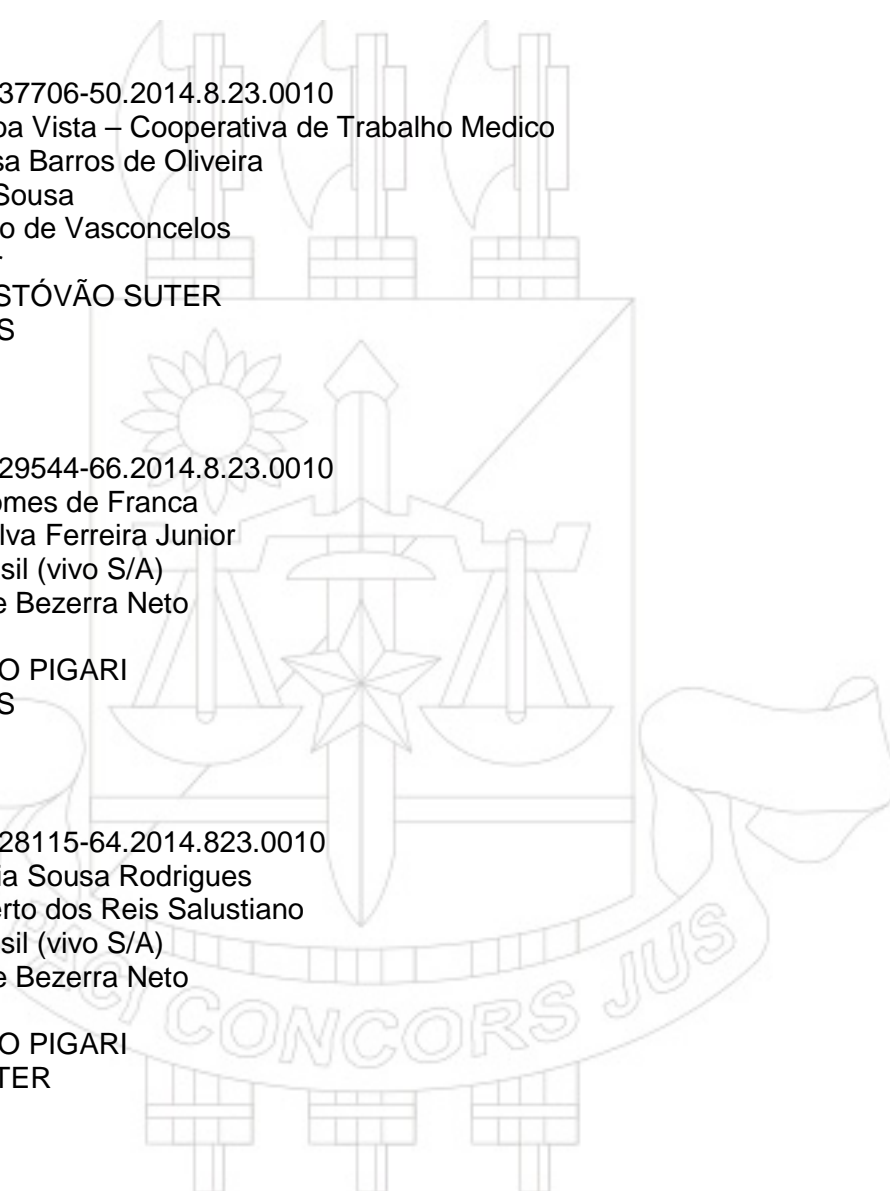 37706-50.2014.8.23.0010
oa Vista – Cooperativa de Trabalho Medico
sa Barros de Oliveira
Sousa
o de Vasconcelos
STÓVÃO SUTER
S
29544-66.2014.8.23.0010
omes de Franca
lva Ferreira Junior
sil (vivo S/A)
e Bezerra Neto
O PIGARI
S
28115-64.2014.823.0010
ia Sousa Rodrigues
erto dos Reis Salustiano
sil (vivo S/A)
e Bezerra Neto
O PIGARI
TER
PACI CONCORS JUS